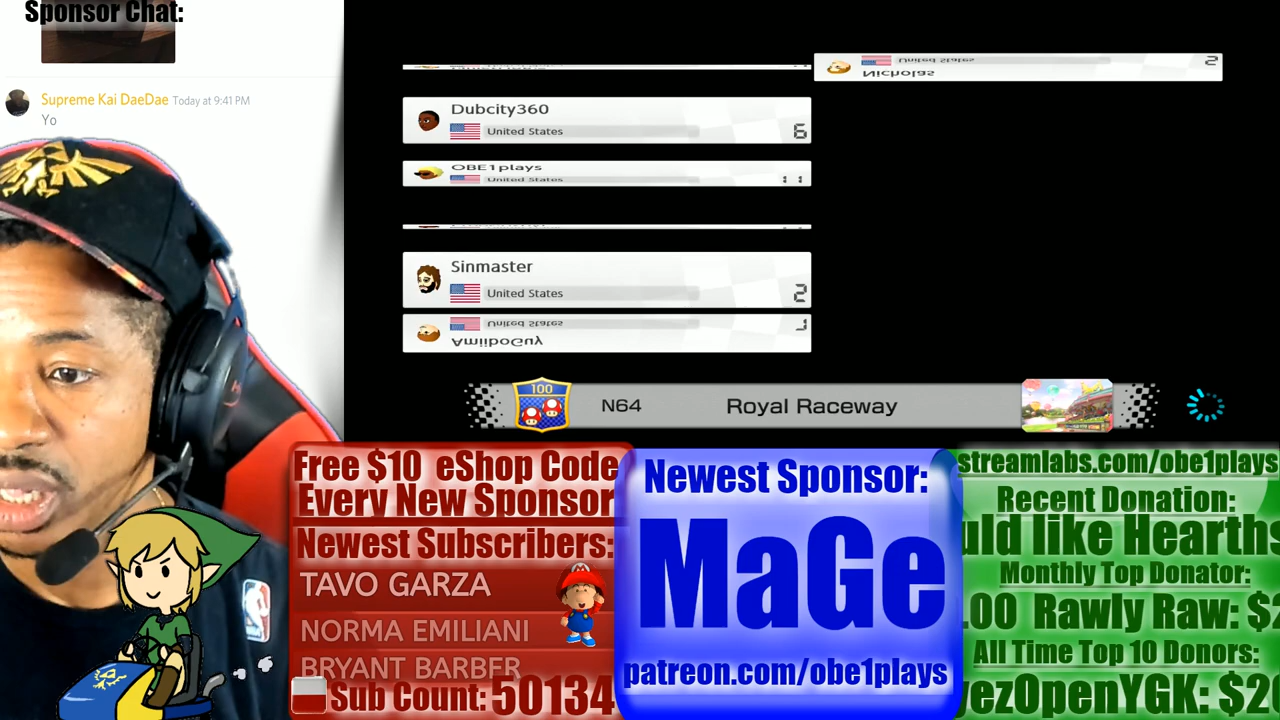 Sponsor Chat:
Supreme Kai DaeDae Today at 9:41 PM
Yo
United States 2
Nicholas
Dubcity360
United States 6
OBE1plays
United States 11
Sinmaster
United States 2
United States
AmiiboGuy
100 N64 Royal Raceway
Free $10 eShop Code
Every New Sponsor
Newest Subscribers:
TAVO GARZA
NORMA EMILIANI
BRYANT BARBER
Sub Count: 50134
Newest Sponsor:
MaGe
patreon.com/obe1plays
streamlabs.com/obe1plays
Recent Donation:
uld like Hearths
Monthly Top Donator:
.00 Rawly Raw: $2
All Time Top 10 Donors:
yezOpenYGK: $20
NBA